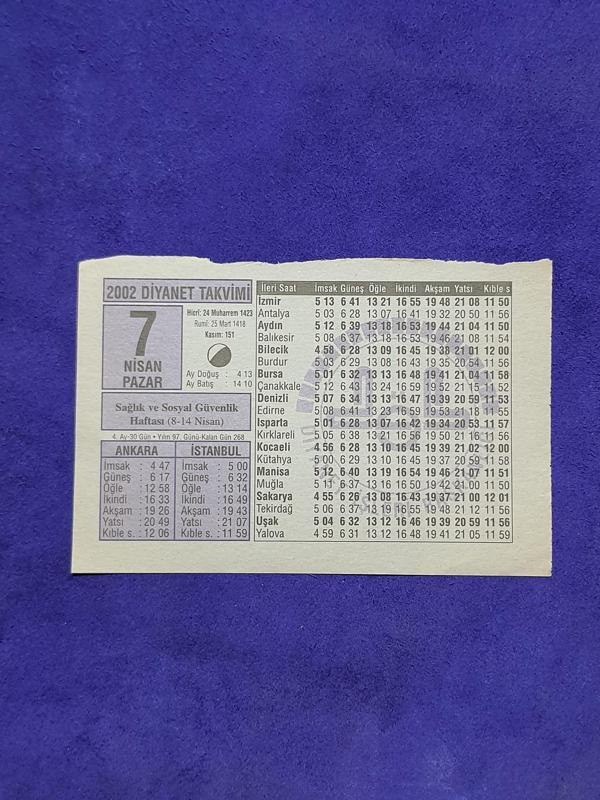 2002 DİYANET TAKVİMİ
7
NİSAN
PAZAR
Hicrî: 24 Muharrem 1423
Rumî: 25 Mart 1418
Kasım: 151
Ay Doğuş : 4 13
Ay Batış : 14 10
Sağlık ve Sosyal Güvenlik
Haftası (8-14 Nisan)
4. Ay-30 Gün • Yılın 97. Günü-Kalan Gün 268
ANKARA
İmsak : 4 47
Güneş : 6 17
Öğle : 12 58
İkindi : 16 33
Akşam : 19 26
Yatsı : 20 49
Kıble s. : 12 06
İSTANBUL
İmsak : 5 00
Güneş : 6 32
Öğle : 13 14
İkindi : 16 49
Akşam : 19 43
Yatsı : 21 07
Kıble s. : 11 59
İleri Saat İmsak Güneş Öğle İkindi Akşam Yatsı Kıble s
İzmir 5 13 6 41 13 21 16 55 19 48 21 08 11 50
Antalya 5 03 6 28 13 07 16 41 19 32 20 50 11 56
Aydın 5 12 6 39 13 18 16 53 19 44 21 04 11 50
Balıkesir 5 08 6 37 13 18 16 53 19 46 21 08 11 54
Bilecik 4 58 6 28 13 09 16 45 19 38 21 01 12 00
Burdur 5 03 6 29 13 08 16 43 19 35 20 54 11 56
Bursa 5 01 6 32 13 13 16 48 19 41 21 04 11 58
Çanakkale 5 12 6 43 13 24 16 59 19 52 21 15 11 52
Denizli 5 07 6 34 13 13 16 47 19 39 20 59 11 53
Edirne 5 08 6 41 13 23 16 59 19 53 21 18 11 55
Isparta 5 01 6 28 13 07 16 42 19 34 20 53 11 57
Kırklareli 5 05 6 38 13 21 16 56 19 50 21 16 11 56
Kocaeli 4 56 6 28 13 10 16 45 19 39 21 02 12 00
Kütahya 5 00 6 29 13 10 16 45 19 37 20 59 11 58
Manisa 5 12 6 40 13 19 16 54 19 46 21 07 11 51
Muğla 5 11 6 37 13 16 16 50 19 42 21 00 11 50
Sakarya 4 55 6 26 13 08 16 43 19 37 21 00 12 01
Tekirdağ 5 06 6 37 13 19 16 55 19 48 21 12 11 56
Uşak 5 04 6 32 13 12 16 46 19 39 20 59 11 56
Yalova 4 59 6 31 13 12 16 48 19 41 21 05 11 59